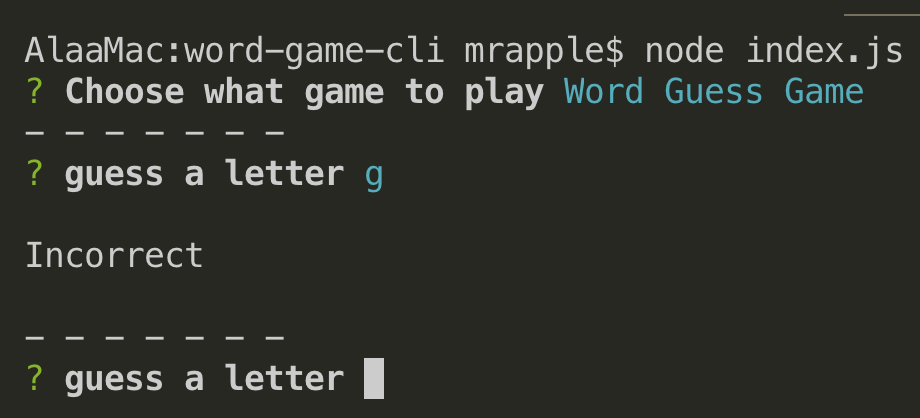 AlaaMac:word-game-cli mrapple$ node index.js
? Choose what game to play Word Guess Game
_ _ _ _ _ _ _
? guess a letter g
Incorrect
_ _ _ _ _ _ _
? guess a letter